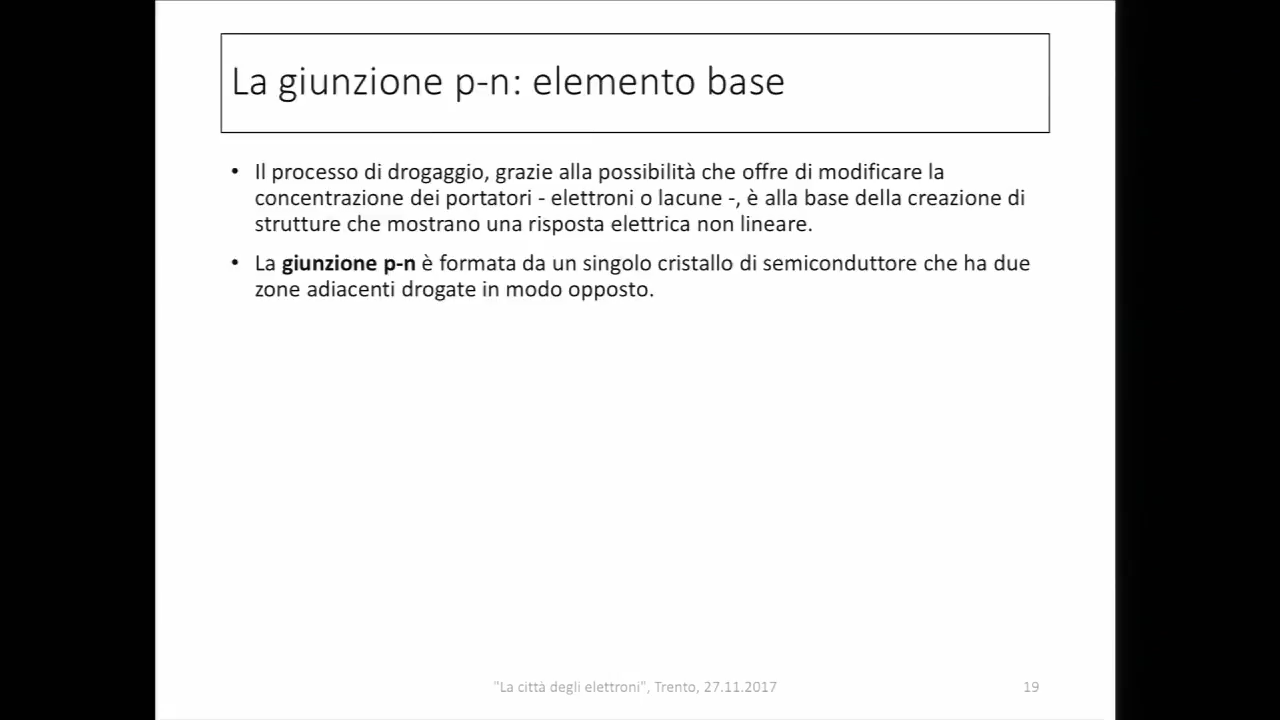 La giunzione p-n: elemento base
• Il processo di drogaggio, grazie alla possibilità che offre di modificare la
concentrazione dei portatori - elettroni o lacune -, è alla base della creazione di
strutture che mostrano una risposta elettrica non lineare.
• La giunzione p-n è formata da un singolo cristallo di semiconduttore che ha due
zone adiacenti drogate in modo opposto.
"La città degli elettroni", Trento, 27.11.2017
19